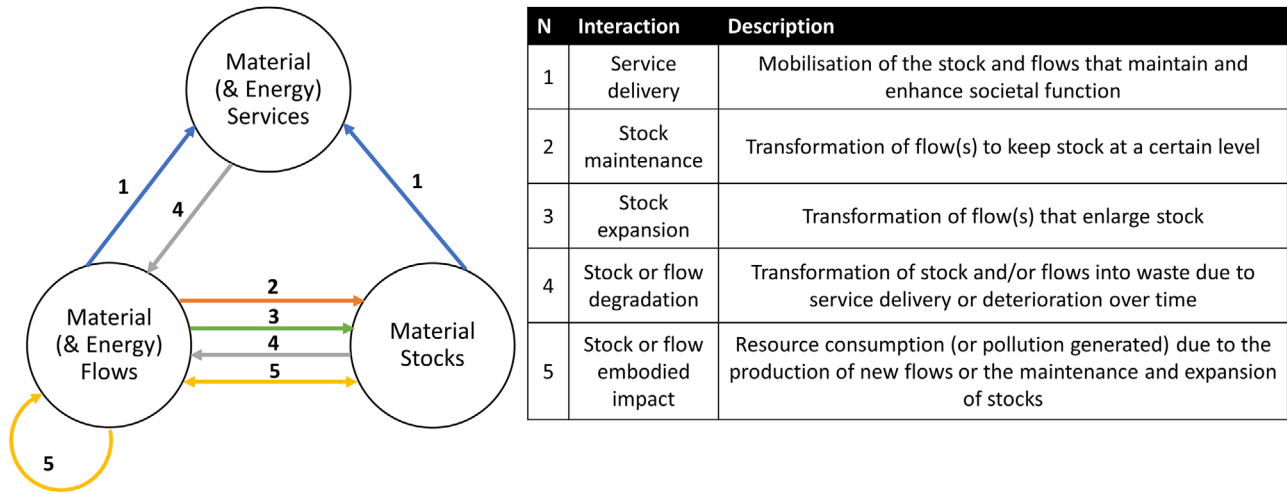 Material
(& Energy)
Services
1
4
1
Material
(& Energy)
Flows
2
3
4
5
Material
Stocks
5
N Interaction Description
1 Service delivery Mobilisation of the stock and flows that maintain and
enhance societal function
2 Stock maintenance Transformation of flow(s) to keep stock at a certain level
3 Stock expansion Transformation of flow(s) that enlarge stock
4 Stock or flow degradation Transformation of stock and/or flows into waste due to
service delivery or deterioration over time
5 Stock or flow embodied impact Resource consumption (or pollution generated) due to the
production of new flows or the maintenance and expansion
of stocks